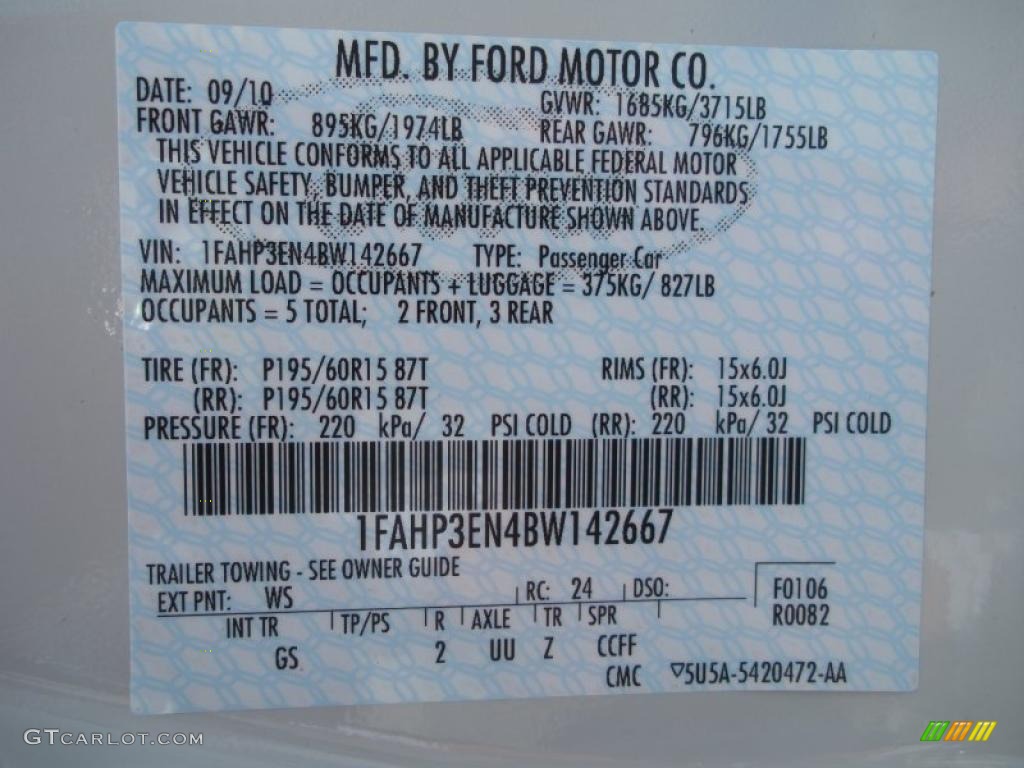 MFD. BY FORD MOTOR CO.
DATE: 09/10 GVWR: 1685KG/3715LB
FRONT GAWR: 895KG/1974LB REAR GAWR: 796KG/1755LB
THIS VEHICLE CONFORMS TO ALL APPLICABLE FEDERAL MOTOR
VEHICLE SAFETY, BUMPER, AND THEFT PREVENTION STANDARDS
IN EFFECT ON THE DATE OF MANUFACTURE SHOWN ABOVE.
VIN: 1FAHP3EN4BW142667 TYPE: Passenger Car
MAXIMUM LOAD = OCCUPANTS + LUGGAGE = 375KG/ 827LB
OCCUPANTS = 5 TOTAL; 2 FRONT, 3 REAR
TIRE (FR): P195/60R15 87T RIMS (FR): 15x6.0J
(RR): P195/60R15 87T (RR): 15x6.0J
PRESSURE (FR): 220 kPa/ 32 PSI COLD (RR): 220 kPa/ 32 PSI COLD
1FAHP3EN4BW142667
TRAILER TOWING - SEE OWNER GUIDE
EXT PNT: WS RC: 24 DSO: F0106
R0082
INT TR TP/PS R AXLE TR SPR
GS 2 UU Z CCFF
CMC ▽5U5A-5420472-AA
GTCARLOT.COM